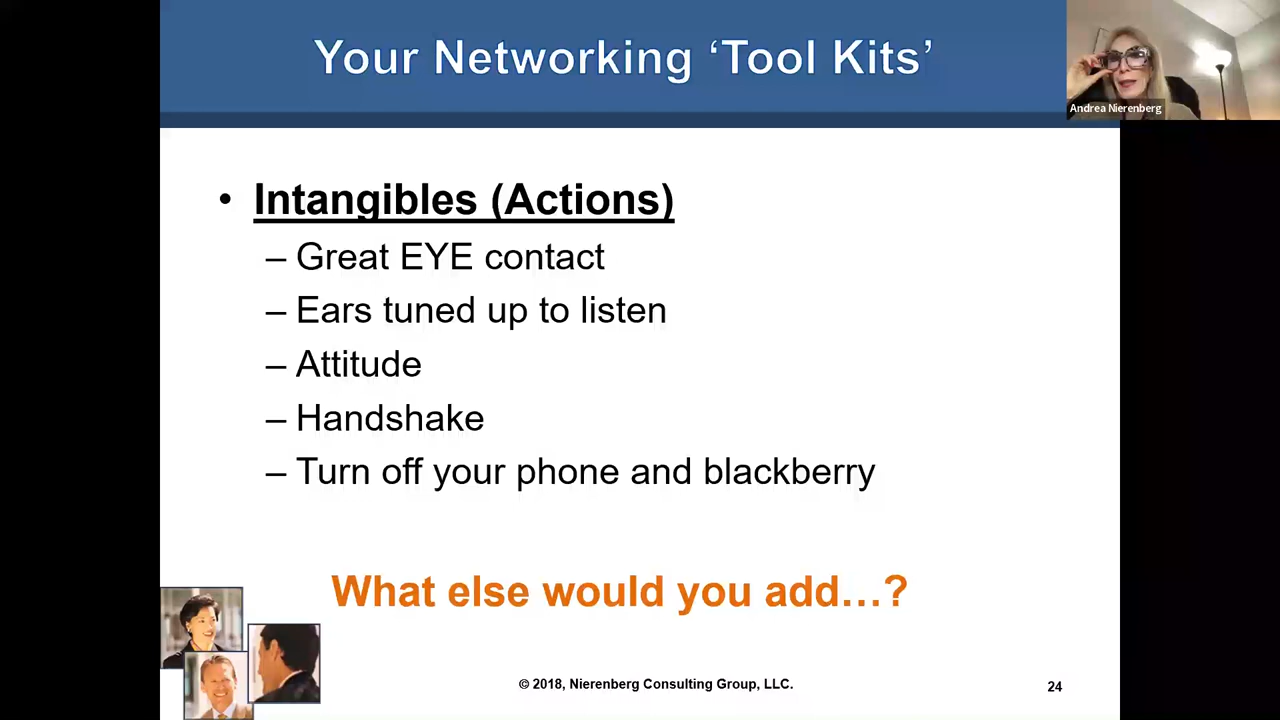 Your Networking ‘Tool Kits’
Andrea Nierenberg
• Intangibles (Actions)
– Great EYE contact
– Ears tuned up to listen
– Attitude
– Handshake
– Turn off your phone and blackberry
What else would you add…?
© 2018, Nierenberg Consulting Group, LLC.
24